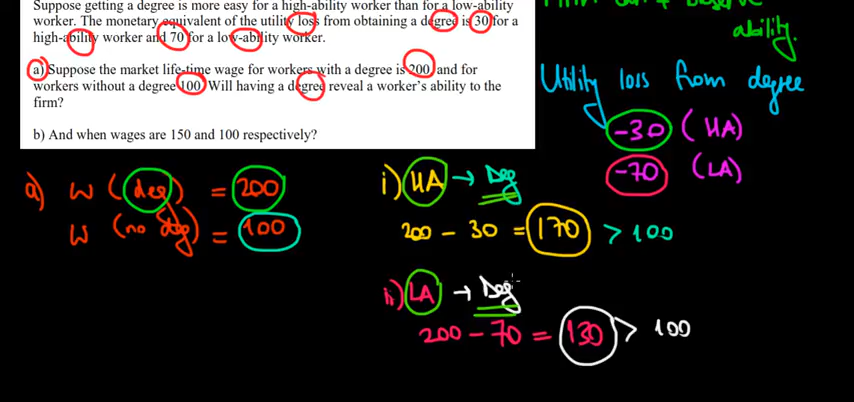 Suppose getting a degree is more easy for a high-ability worker than for a low-ability
worker. The monetary equivalent of the utility loss from obtaining a degree is 30 for a
high-ability worker and 70 for a low-ability worker.
a) Suppose the market life-time wage for workers with a degree is 200 and for
workers without a degree 100. Will having a degree reveal a worker's ability to the
firm?
b) And when wages are 150 and 100 respectively?
observe
ability.
Utility loss from degree
-30 (HA)
-70 (LA)
a) W (deg) = 200
W (no deg) = 100
i) HA → Deg
200 - 30 = 170 > 100
ii) LA → Deg
200 - 70 = 130 > 100